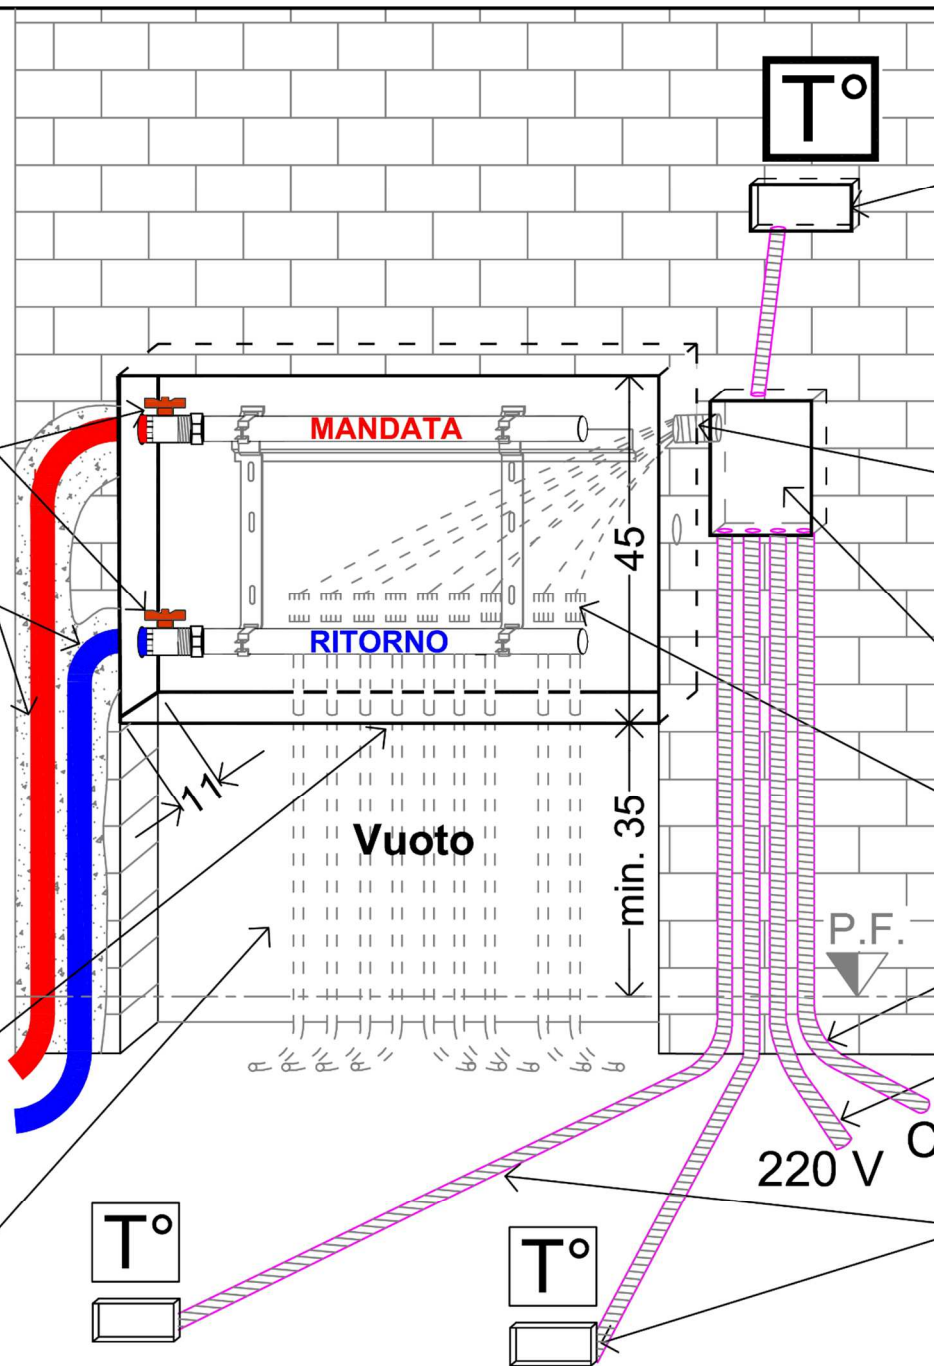 T°
MANDATA
45
RITORNO
11
min. 35
Vuoto
P.F.
220 V
T°
T°